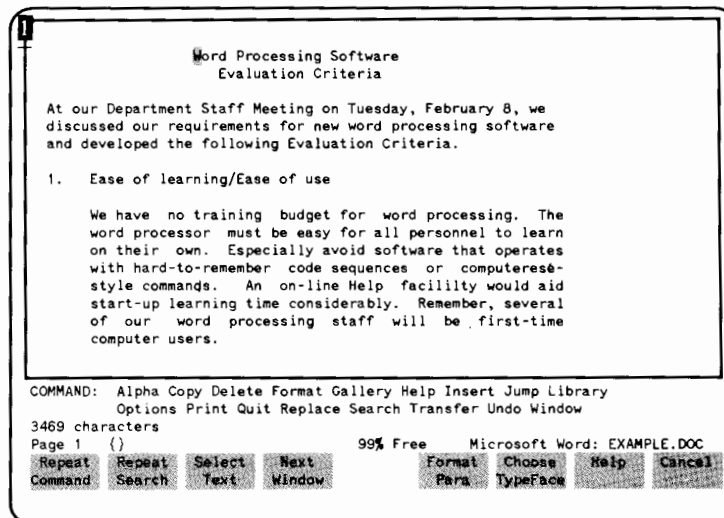 1
Word Processing Software
Evaluation Criteria
At our Department Staff Meeting on Tuesday, February 8, we
discussed our requirements for new word processing software
and developed the following Evaluation Criteria.
1. Ease of learning/Ease of use
We have no training budget for word processing. The
word processor must be easy for all personnel to learn
on their own. Especially avoid software that operates
with hard-to-remember code sequences or computerese-
style commands. An on-line Help facililty would aid
start-up learning time considerably. Remember, several
of our word processing staff will be first-time
computer users.
COMMAND: Alpha Copy Delete Format Gallery Help Insert Jump Library
Options Print Quit Replace Search Transfer Undo Window
3469 characters
Page 1 {} 99% Free Microsoft Word: EXAMPLE.DOC
Repeat Repeat Select Next Format Choose Help Cancel
Command Search Text Window Para TypeFace